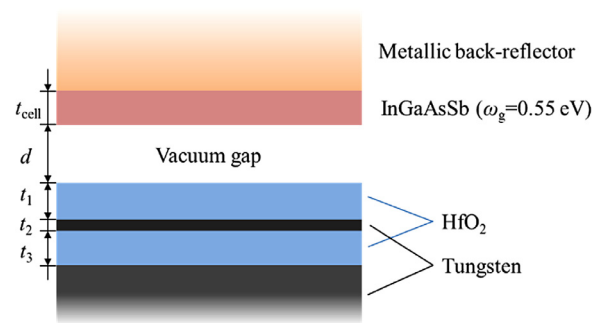 Metallic back-reflector
t_cell
InGaAsSb (ω_g=0.55 eV)
d
Vacuum gap
t_1
t_2
t_3
HfO_2
Tungsten